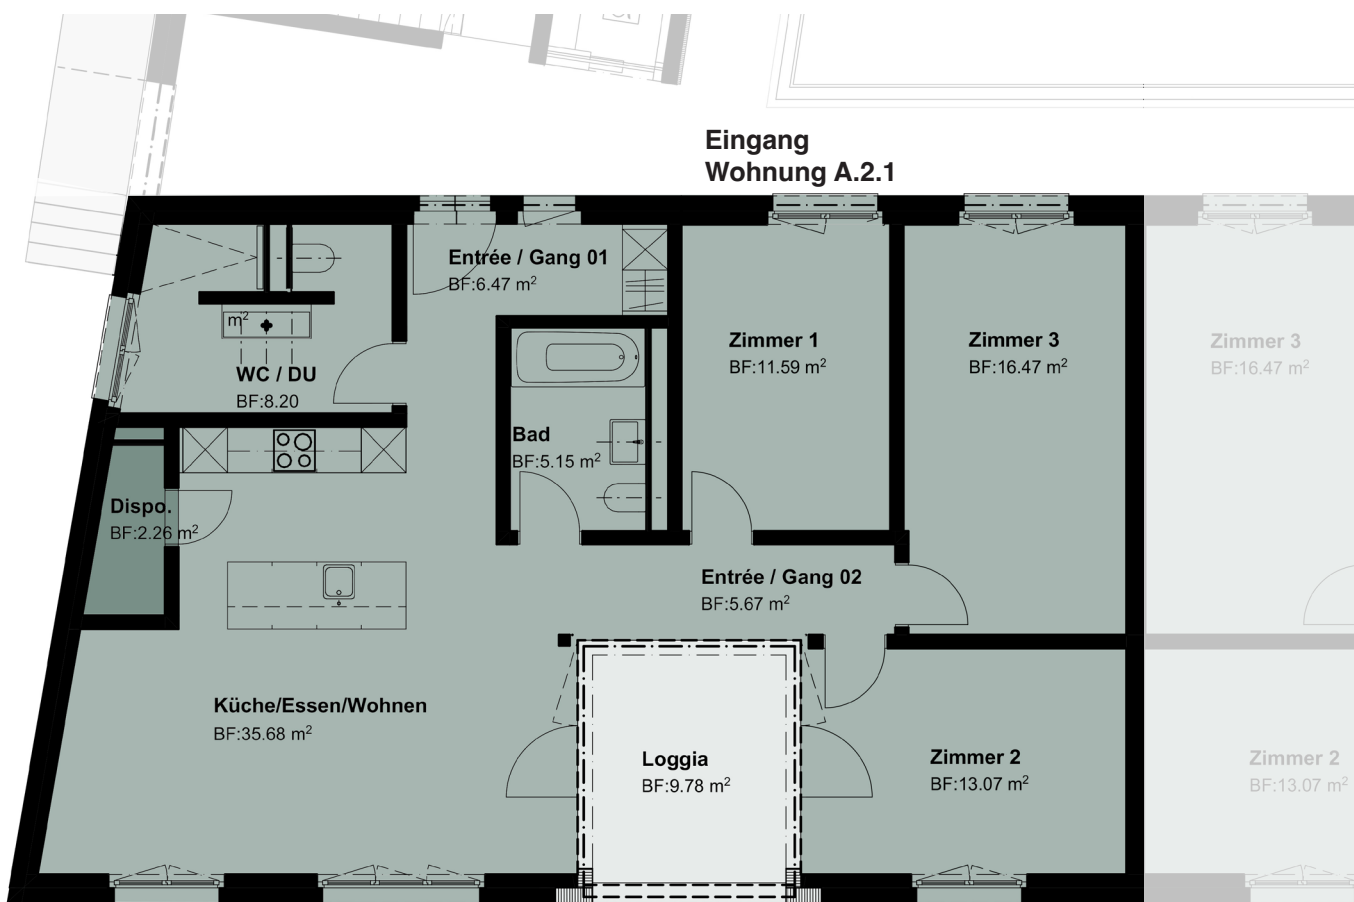 Eingang
Wohnung A.2.1
Entrée / Gang 01
BF:6.47 m²
m²
WC / DU
BF:8.20
Zimmer 1
BF:11.59 m²
Zimmer 3
BF:16.47 m²
Zimmer 3
BF:16.47 m²
Bad
BF:5.15 m²
Dispo.
BF:2.26 m²
Entrée / Gang 02
BF:5.67 m²
Küche/Essen/Wohnen
BF:35.68 m²
Loggia
BF:9.78 m²
Zimmer 2
BF:13.07 m²
Zimmer 2
BF:13.07 m²